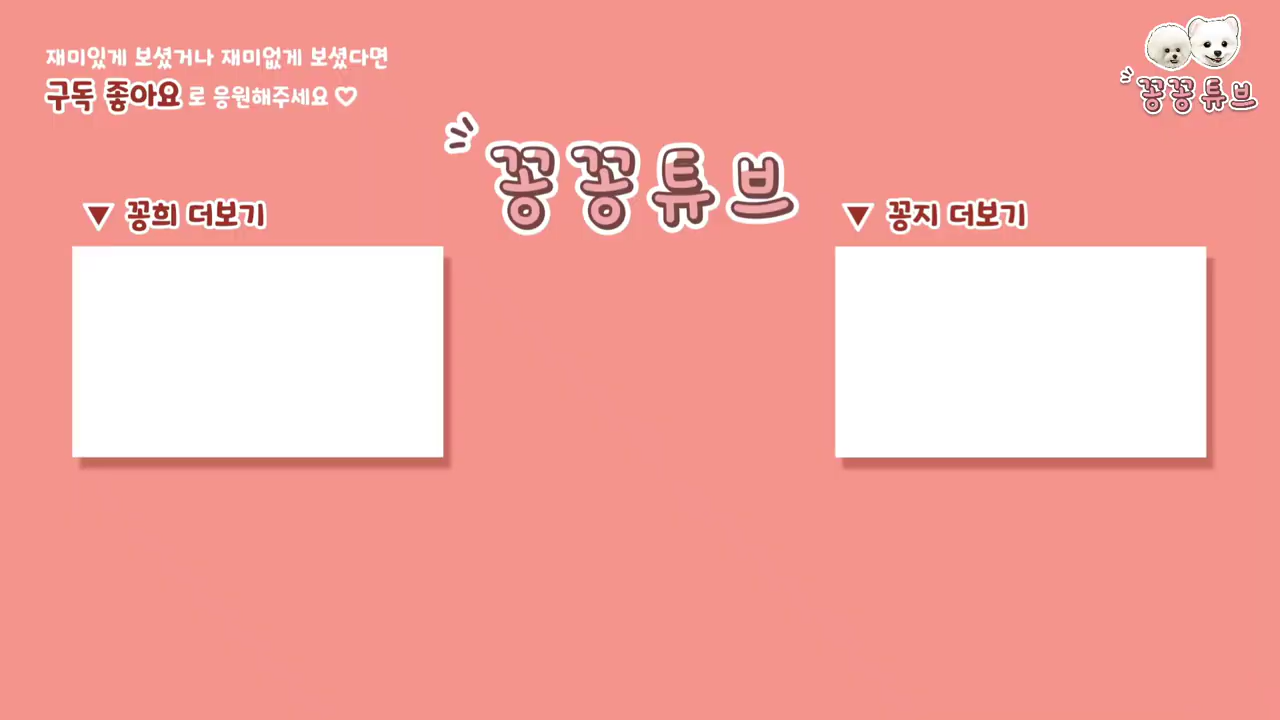 재미있게 보셨거나 재미없게 보셨다면
구독 좋아요 로 응원해주세요 ♡
꽁꽁튜브
꽁꽁튜브
▼ 꽁희 더보기
▼ 꽁지 더보기